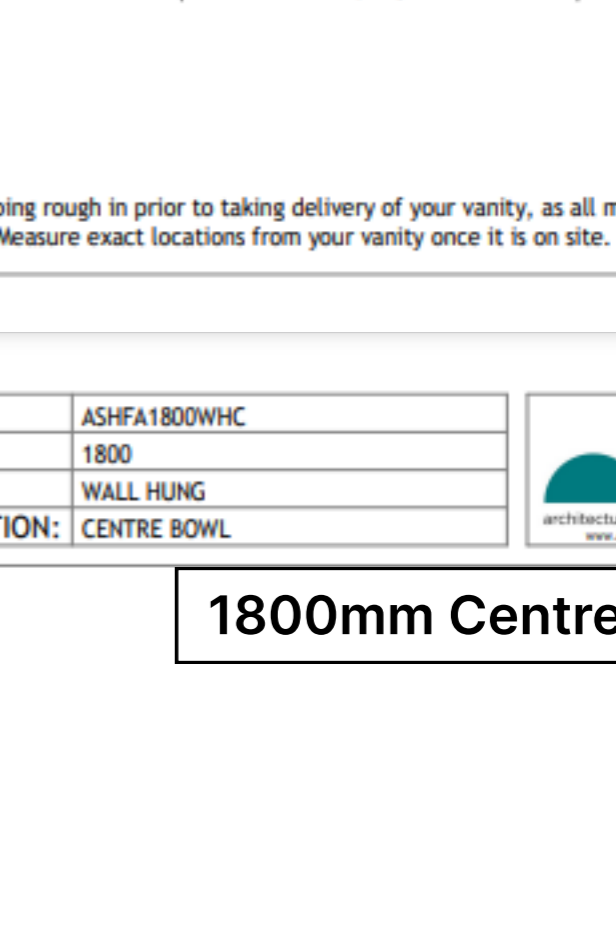 ing rough in prior to taking delivery of your vanity, as all
Measure exact locations from your vanity once it is on site.
ASHFA1800WHC
1800
WALL HUNG
TION: CENTRE BOWL
architectu
www.
1800mm Centre